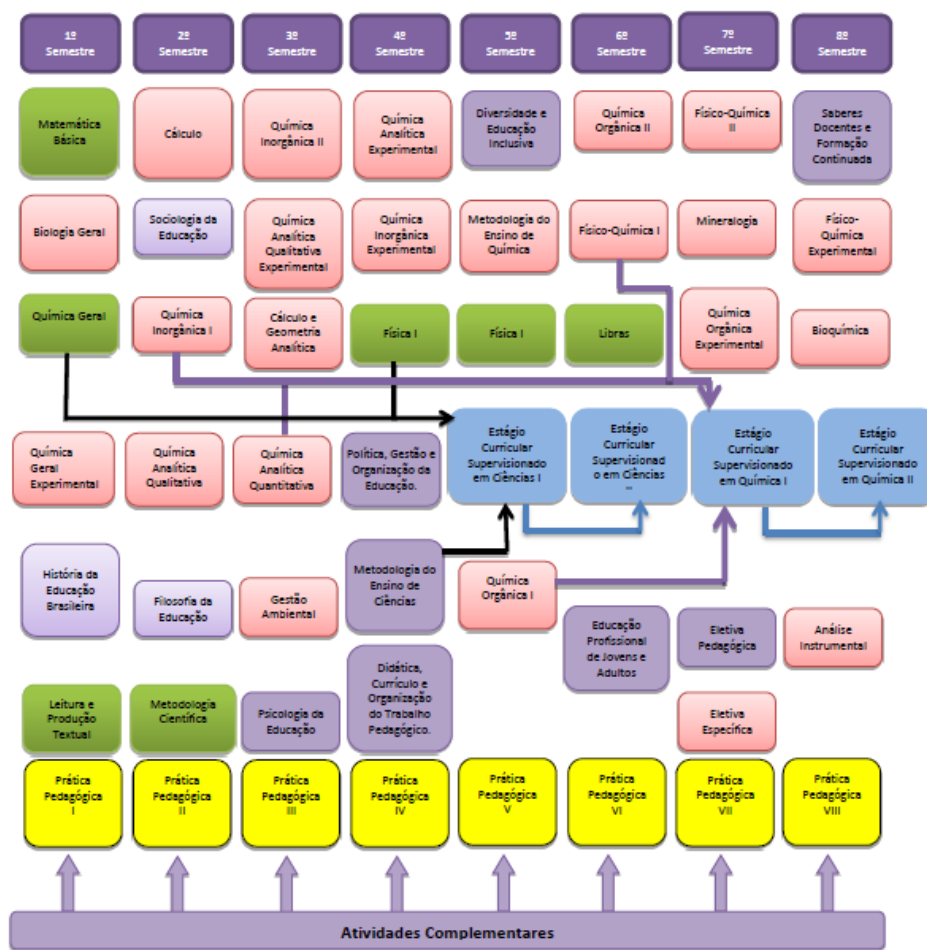 1º
Semestre
2º
Semestre
3º
Semestre
4º
Semestre
5º
Semestre
6º
Semestre
7º
Semestre
8º
Semestre
Matemática
Básica
Cálculo
Química
Inorgânica II
Química
Analítica
Experimental
Diversidade e
Educação
Inclusiva
Química
Orgânica II
Físico-Química
II
Saberes
Docentes e
Formação
Continuada
Biologia Geral
Sociologia da
Educação
Química
Analítica
Qualitativa
Experimental
Química
Inorgânica
Experimental
Metodologia do
Ensino de
Química
Físico-Química I
Mineralogia
Físico-
Química
Experimental
Química Geral
Química
Inorgânica I
Cálculo e
Geometria
Analítica
Física I
Física I
Libras
Química
Orgânica
Experimental
Bioquímica
Química
Geral
Experimental
Química
Analítica
Qualitativa
Química
Analítica
Quantitativa
Política, Gestão e
Organização da
Educação.
Estágio
Curricular
Supervisionado
em Ciências I
Estágio
Curricular
Supervisionad
o em Ciências
Estágio
Curricular
Supervisionado
em Química I
Estágio
Curricular
Supervisionado
em Química II
História da
Educação
Brasileira
Filosofia da
Educação
Gestão
Ambiental
Metodologia do
Ensino de
Ciências
Química
Orgânica I
Educação
Profissional
de Jovens e
Adultos
Eletiva
Pedagógica
Análise
Instrumental
Leitura e
Produção
Textual
Metodologia
Científica
Psicologia da
Educação
Didática,
Currículo e
Organização
do Trabalho
Pedagógico.
Eletiva
Específica
Prática
Pedagógica
I
Prática
Pedagógica
II
Prática
Pedagógica
III
Prática
Pedagógica
IV
Prática
Pedagógica
V
Prática
Pedagógica
VI
Prática
Pedagógica
VII
Prática
Pedagógica
VIII
Atividades Complementares